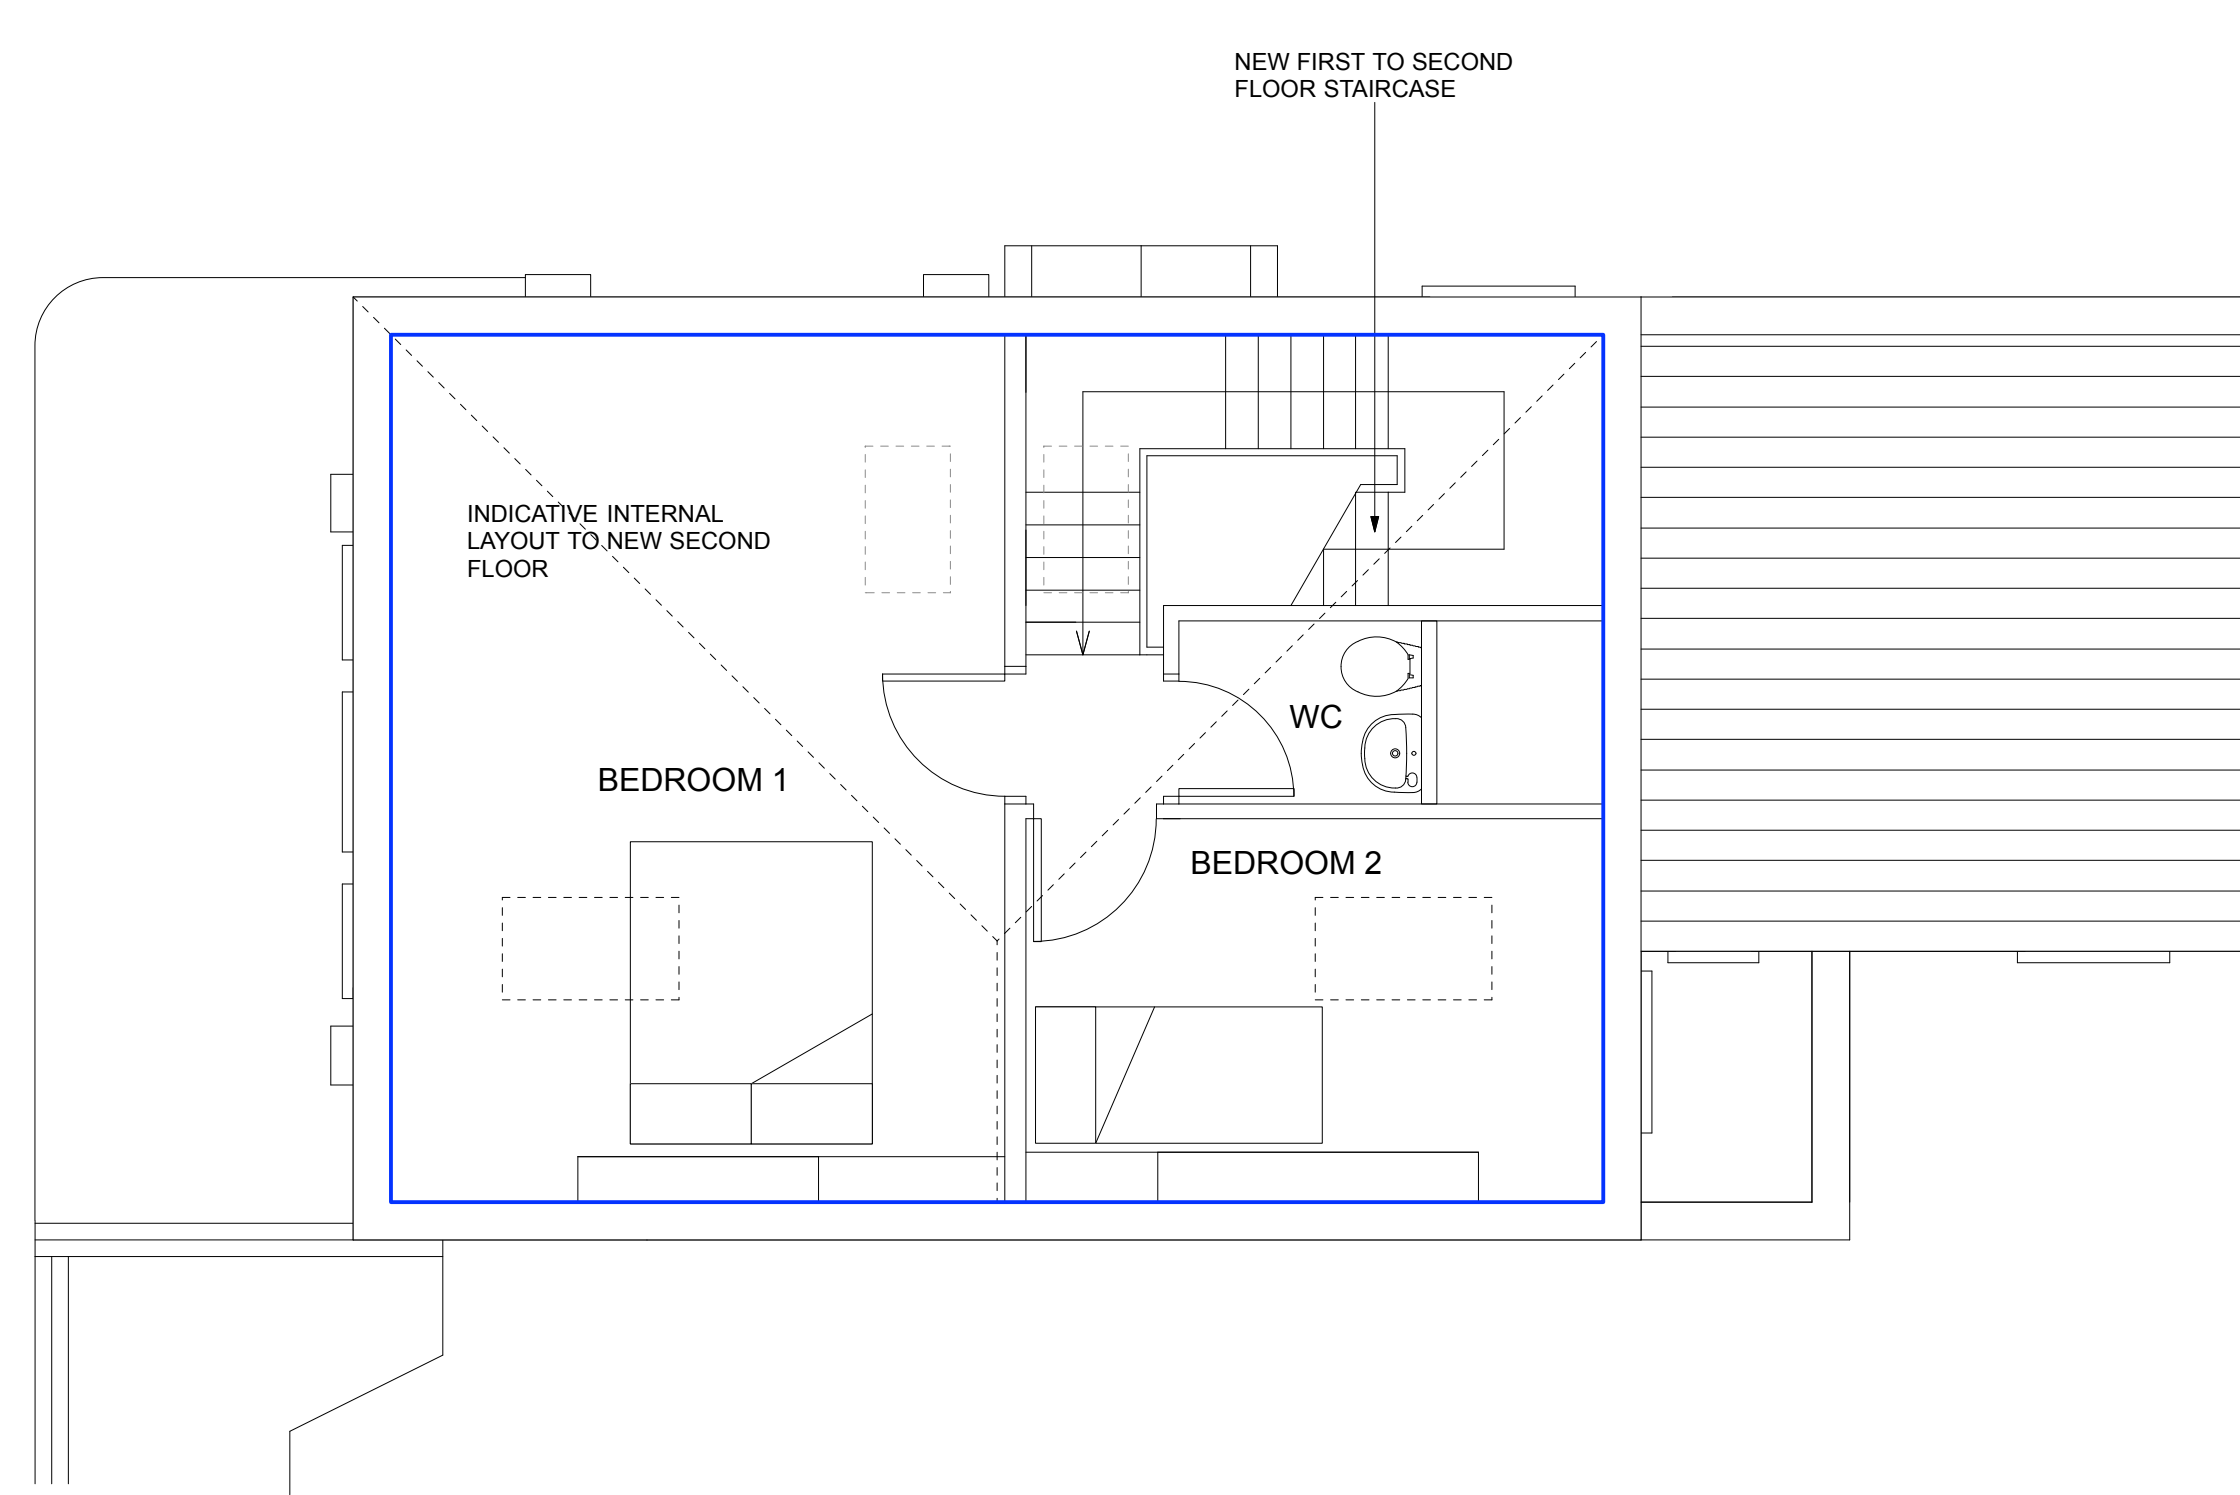 NEW FIRST TO SECOND
FLOOR STAIRCASE
INDICATIVE INTERNAL
LAYOUT TO NEW SECOND
FLOOR
WC
BEDROOM 1
BEDROOM 2